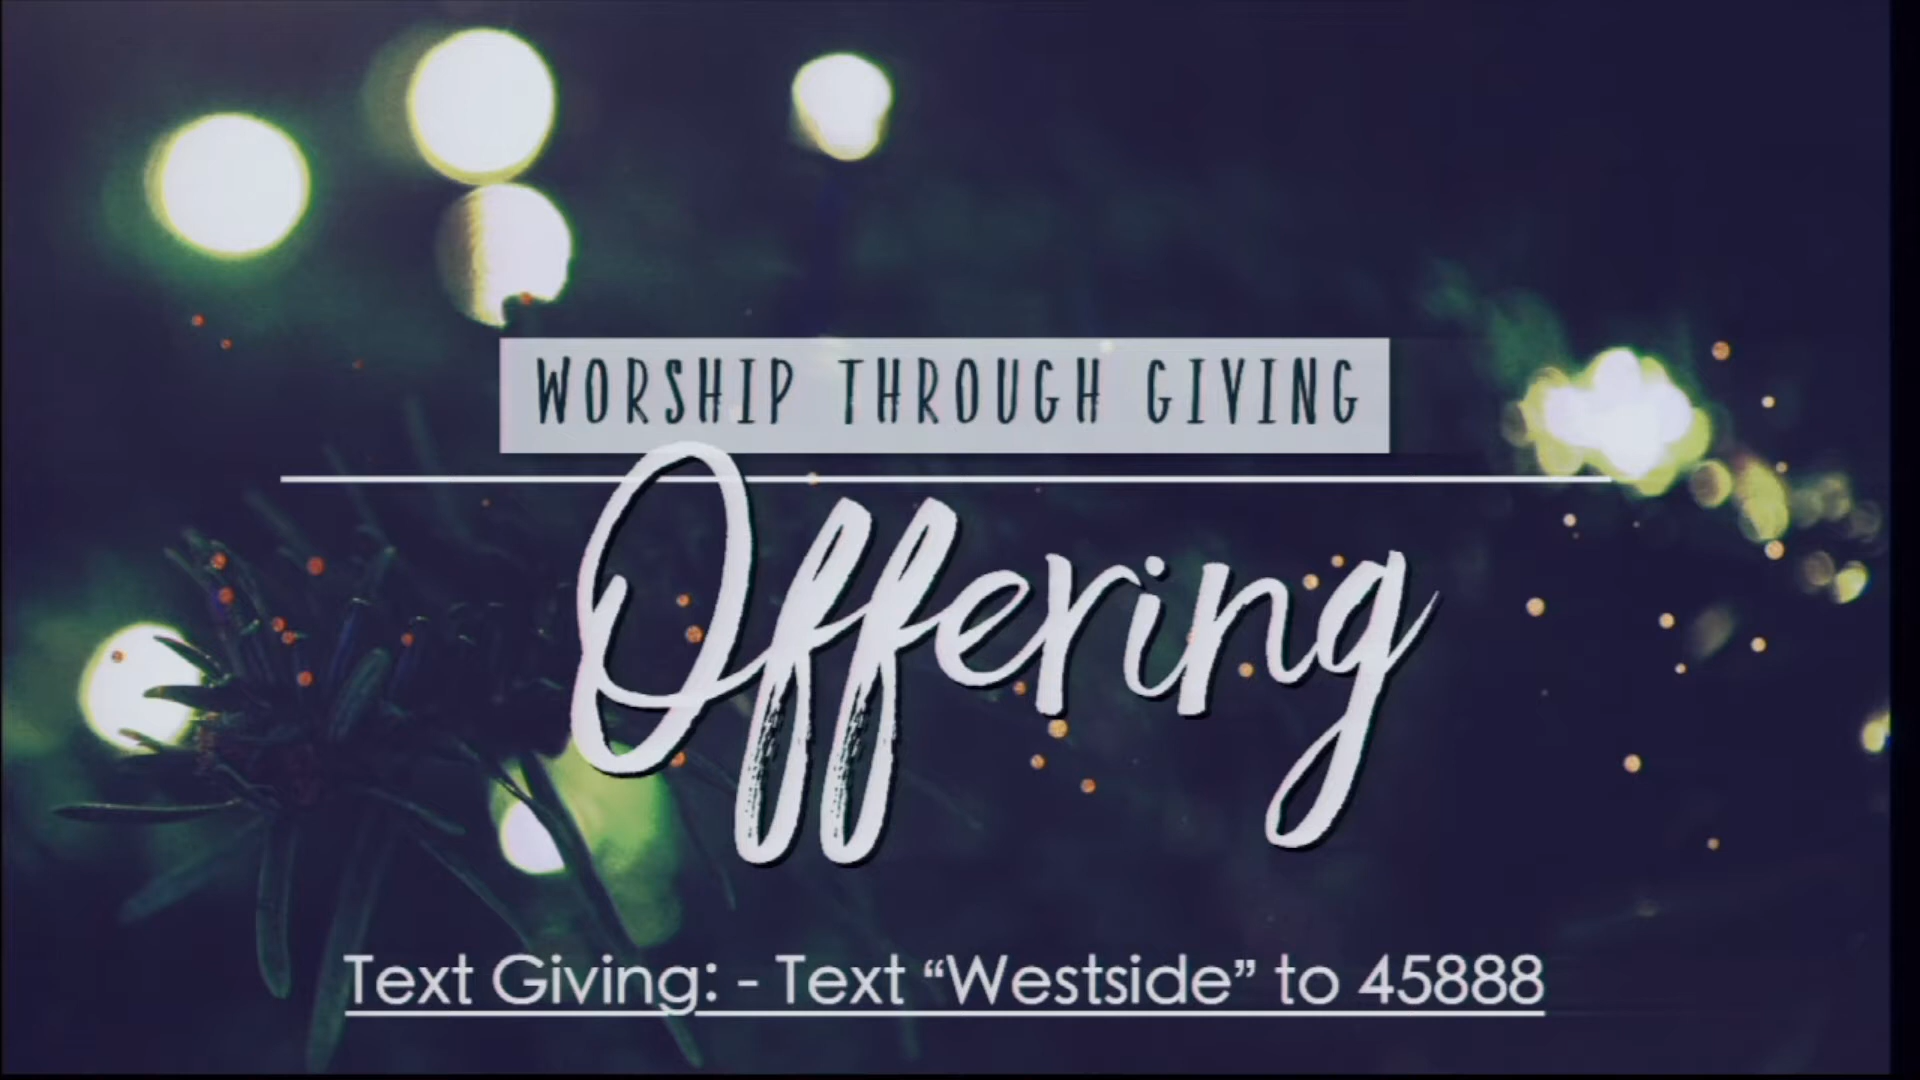 WORSHIP THROUGH GIVING
Offering
Text Giving: - Text “Westside” to 45888